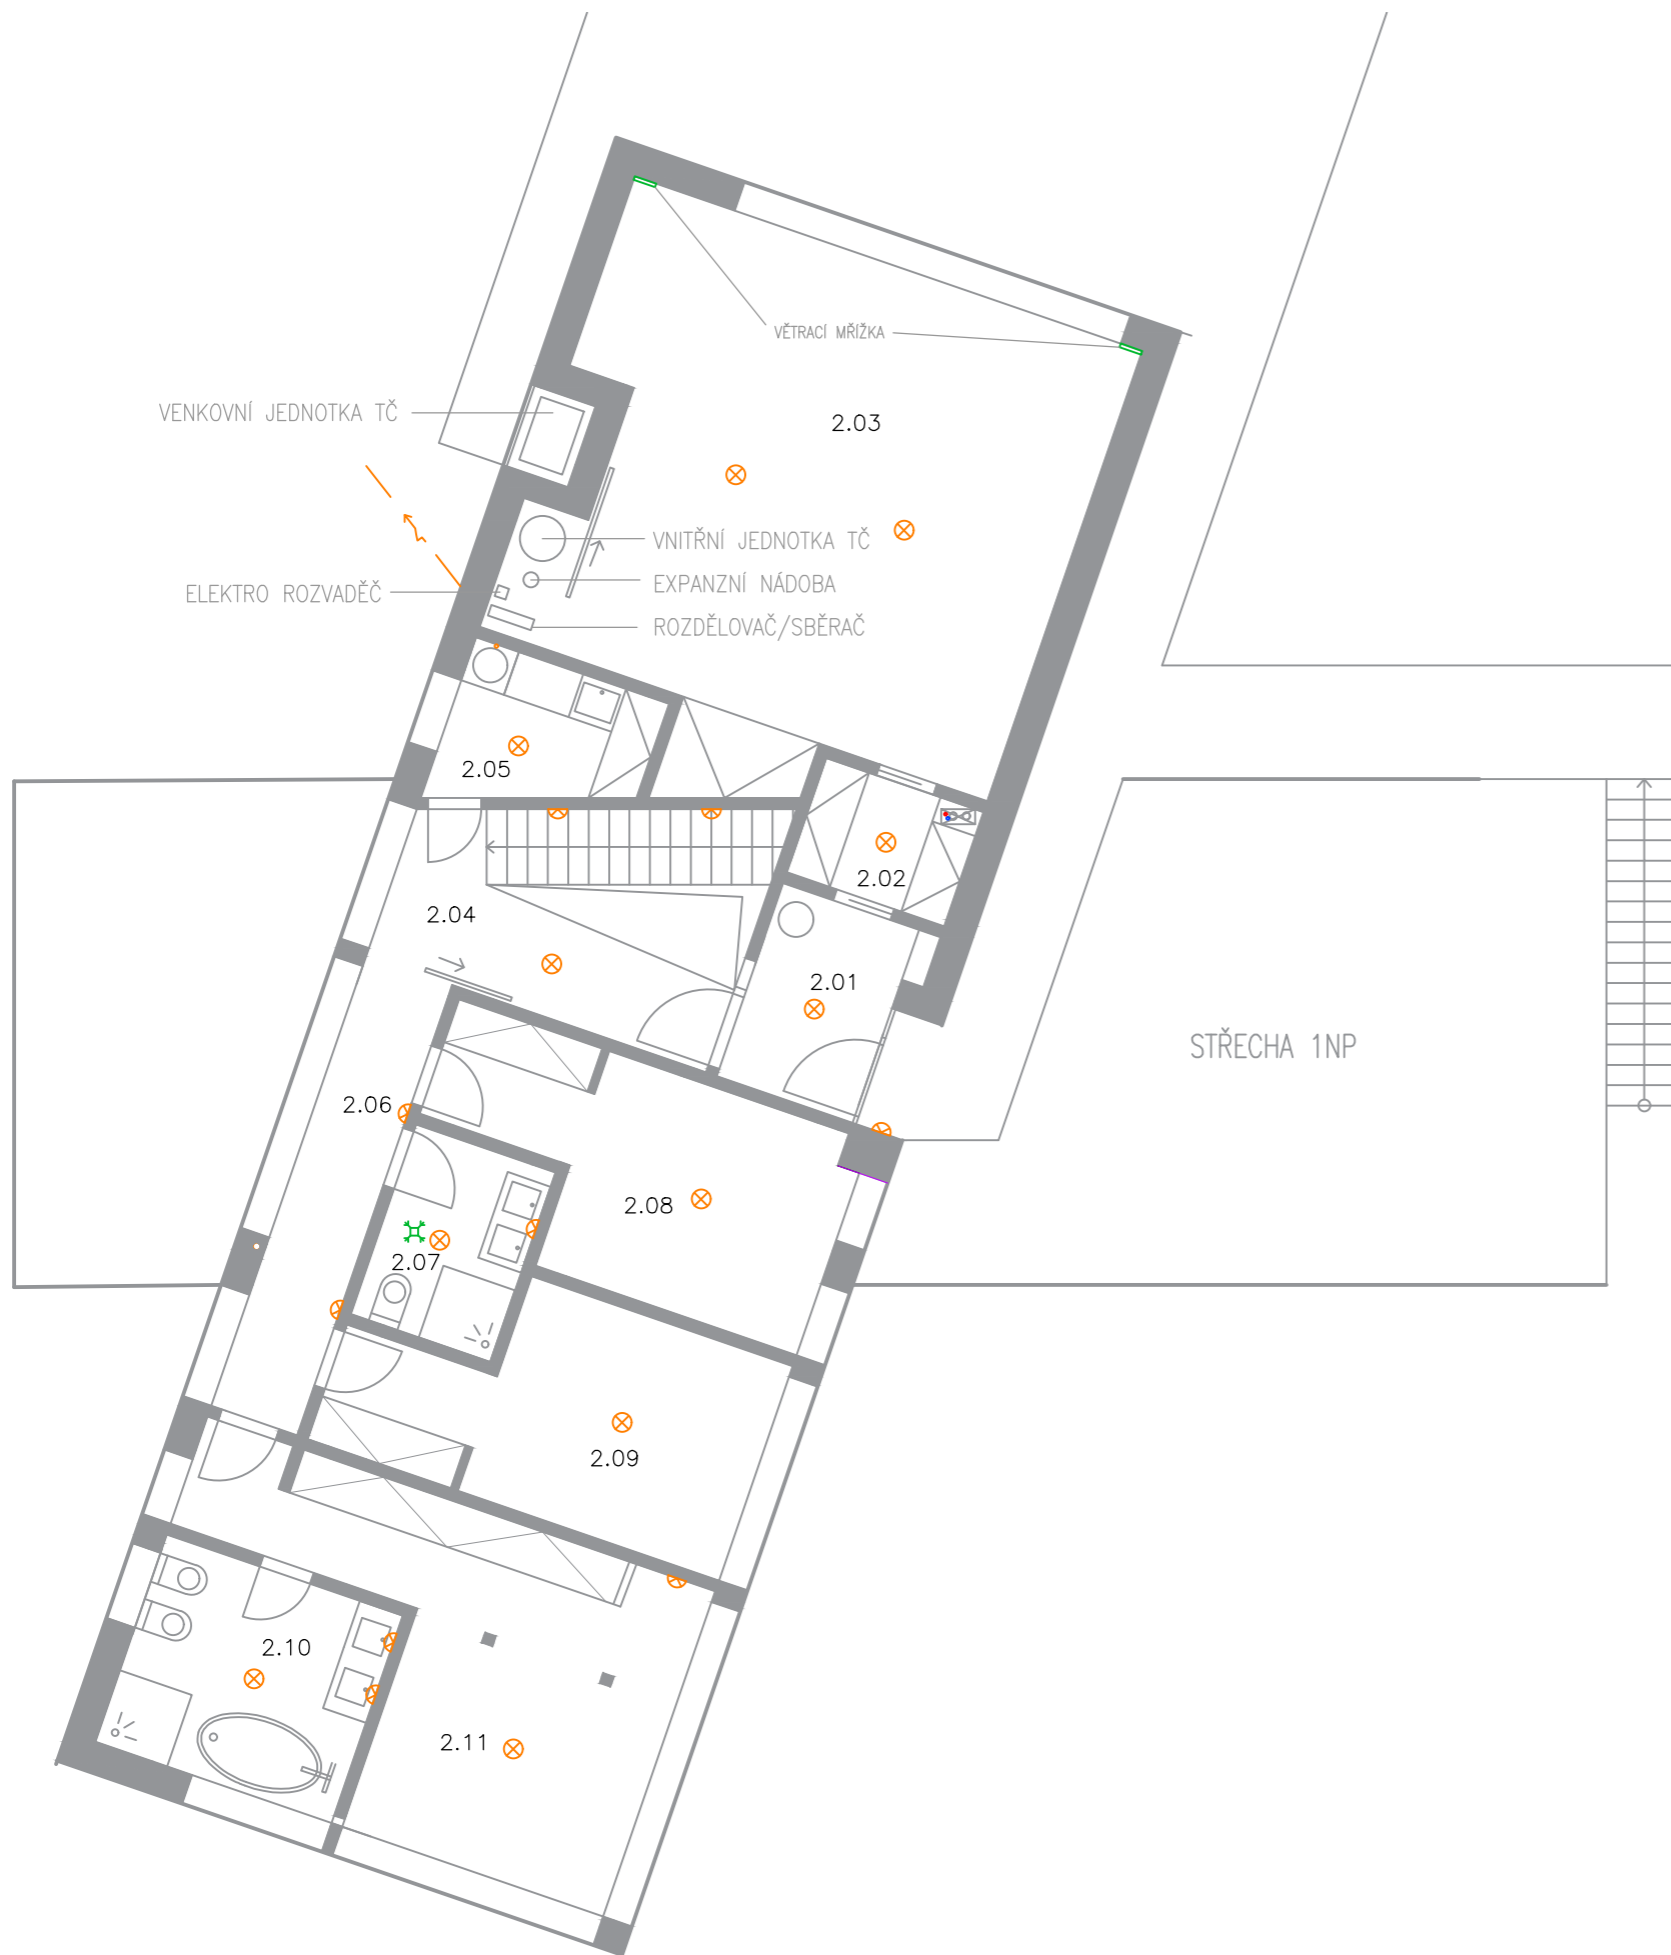 VĚTRACÍ MŘÍŽKA
VENKOVNÍ JEDNOTKA TČ
2.03
VNITŘNÍ JEDNOTKA TČ
EXPANZNÍ NÁDOBA
ELEKTRO ROZVADĚČ
ROZDĚLOVAČ/SBĚRAČ
2.05
2.02
2.04
2.01
STŘECHA 1NP
2.06
2.08
2.07
2.09
2.10
2.11